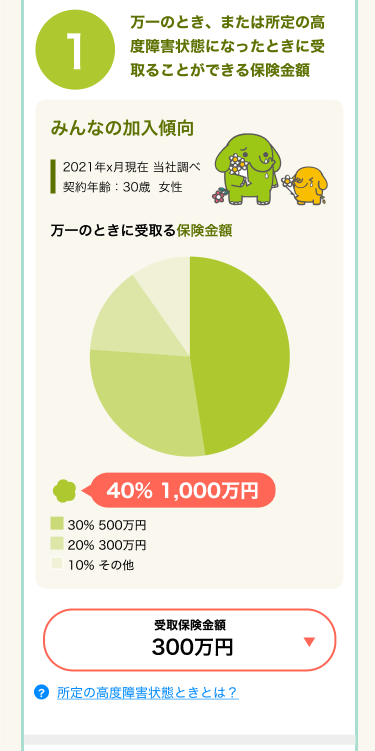 1
万一のとき、または所定の高
度障害状態になったときに受
取ることができる保険金額
みんなの加入傾向
2021年x月現在 当社調べ
契約年齢：30歳 女性
万一のときに受取る保険金額
40% 1,000万円
30% 500万円
20% 300万円
10% その他
受取保険金額
300万円
? 所定の高度障害状態ときとは？